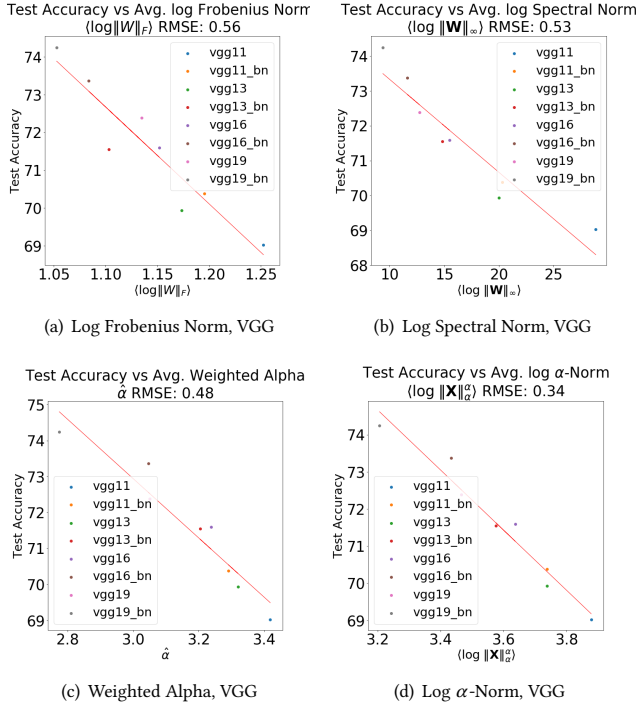 Test Accuracy vs Avg. log Frobenius Norm
⟨log‖W‖F⟩ RMSE: 0.56
Test Accuracy
74
73
72
71
70
69
vgg11
vgg11_bn
vgg13
vgg13_bn
vgg16
vgg16_bn
vgg19
vgg19_bn
1.05 1.10 1.15 1.20 1.25
⟨log‖W‖F⟩
(a) Log Frobenius Norm, VGG
Test Accuracy vs Avg. log Spectral Norm
⟨log ‖W‖∞⟩ RMSE: 0.53
Test Accuracy
74
73
72
71
70
69
68
vgg11
vgg11_bn
vgg13
vgg13_bn
vgg16
vgg16_bn
vgg19
vgg19_bn
10 15 20 25
⟨log ‖W‖∞⟩
(b) Log Spectral Norm, VGG
Test Accuracy vs Avg. Weighted Alpha
α̂ RMSE: 0.48
Test Accuracy
75
74
73
72
71
70
69
vgg11
vgg11_bn
vgg13
vgg13_bn
vgg16
vgg16_bn
vgg19
vgg19_bn
2.8 3.0 3.2 3.4
α̂
(c) Weighted Alpha, VGG
Test Accuracy vs Avg. log α-Norm
⟨log ‖X‖αα⟩ RMSE: 0.34
Test Accuracy
74
73
72
71
70
69
vgg11
vgg11_bn
vgg13
vgg13_bn
vgg16
vgg16_bn
vgg19
vgg19_bn
3.2 3.4 3.6 3.8
⟨log ‖X‖αα⟩
(d) Log α-Norm, VGG